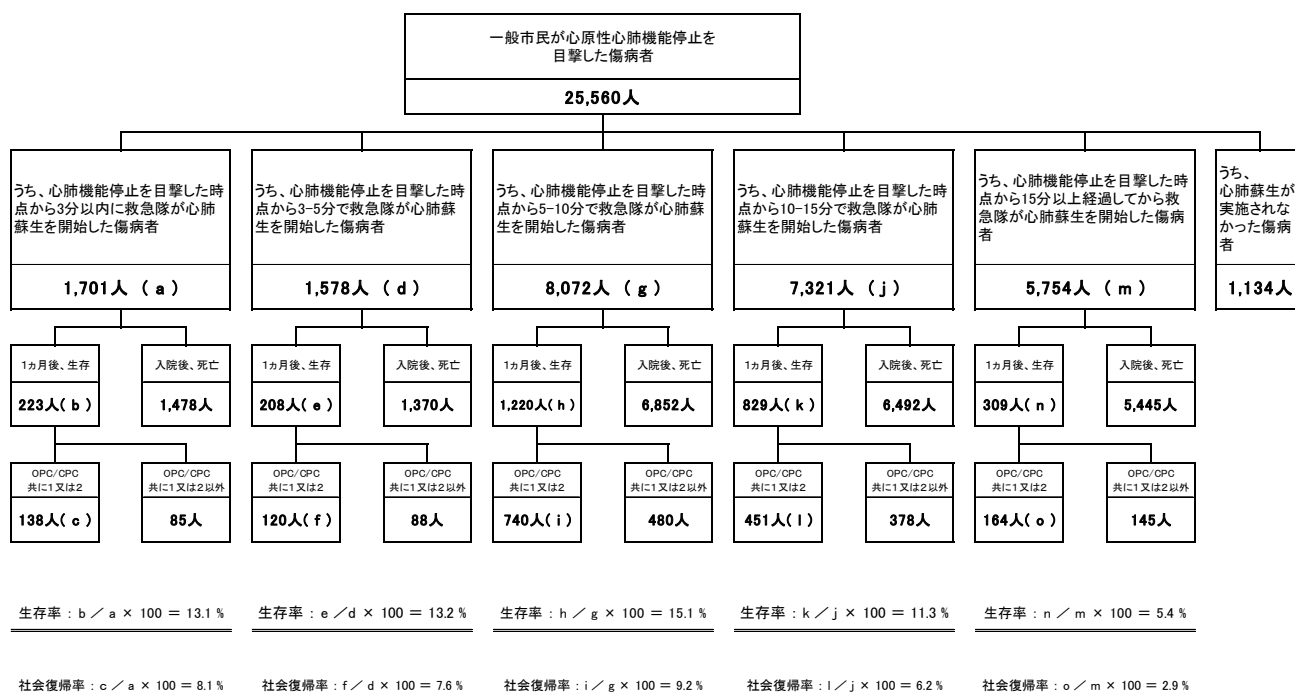 一般市民が心原性心肺機能停止を
目撃した傷病者
25,560人
うち、心肺機能停止を目撃した時
点から3分以内に救急隊が心肺
蘇生を開始した傷病者
1,701人 （ａ）
うち、心肺機能停止を目撃した時
点から3-5分で救急隊が心肺蘇
生を開始した傷病者
1,578人 （ｄ）
うち、心肺機能停止を目撃した時
点から5-10分で救急隊が心肺蘇
生を開始した傷病者
8,072人 （ｇ）
うち、心肺機能停止を目撃した時
点から10-15分で救急隊が心肺
蘇生を開始した傷病者
7,321人 （ｊ）
うち、心肺機能停止を目撃した時
点から15分以上経過してから救
急隊が心肺蘇生を開始した傷病
者
5,754人 （ｍ）
うち、
心肺蘇生が
実施されな
かった傷病
者
1,134人
1ヵ月後、生存
223人（ｂ）
入院後、死亡
1,478人
1ヵ月後、生存
208人（ｅ）
入院後、死亡
1,370人
1ヵ月後、生存
1,220人（ｈ）
入院後、死亡
6,852人
1ヵ月後、生存
829人（ｋ）
入院後、死亡
6,492人
1ヵ月後、生存
309人（ｎ）
入院後、死亡
5,445人
OPC/CPC
共に1又は2
138人（ｃ）
OPC/CPC
共に1又は2以外
85人
OPC/CPC
共に1又は2
120人（ｆ）
OPC/CPC
共に1又は2以外
88人
OPC/CPC
共に1又は2
740人（ｉ）
OPC/CPC
共に1又は2以外
480人
OPC/CPC
共に1又は2
451人（ｌ）
OPC/CPC
共に1又は2以外
378人
OPC/CPC
共に1又は2
164人（ｏ）
OPC/CPC
共に1又は2以外
145人
生存率：ｂ／ａ × 100 ＝ 13.1 %
生存率：ｅ／ｄ × 100 ＝ 13.2 %
生存率：ｈ／ｇ × 100 ＝ 15.1 %
生存率：ｋ／ｊ × 100 ＝ 11.3 %
生存率：ｎ／ｍ × 100 ＝ 5.4 %
社会復帰率：ｃ／ａ × 100 ＝ 8.1 %
社会復帰率：ｆ／ｄ × 100 ＝ 7.6 %
社会復帰率：ｉ／ｇ × 100 ＝ 9.2 %
社会復帰率：ｌ／ｊ × 100 ＝ 6.2 %
社会復帰率：ｏ／ｍ × 100 ＝ 2.9 %